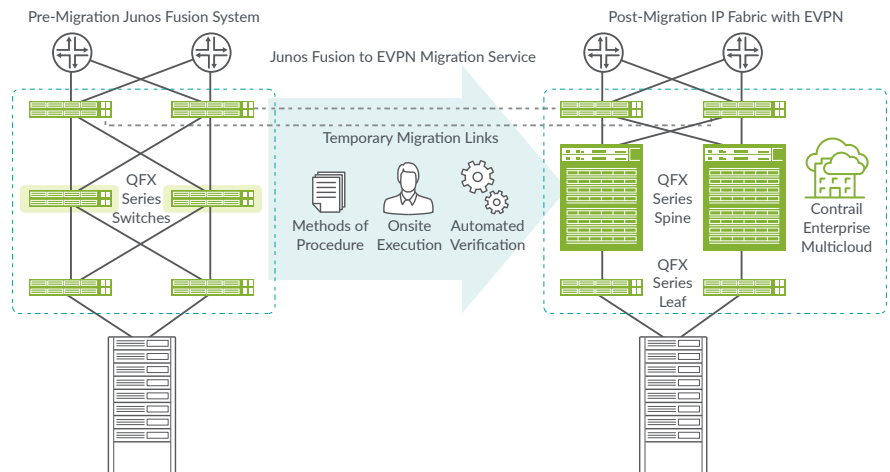 Pre-Migration Junos Fusion System
Post-Migration IP Fabric with EVPN
Junos Fusion to EVPN Migration Service
Temporary Migration Links
QFX
Series
Switches
Methods of
Procedure
Onsite
Execution
Automated
Verification
QFX
Series
Spine
Contrail
Enterprise
Multicloud
QFX
Series
Leaf